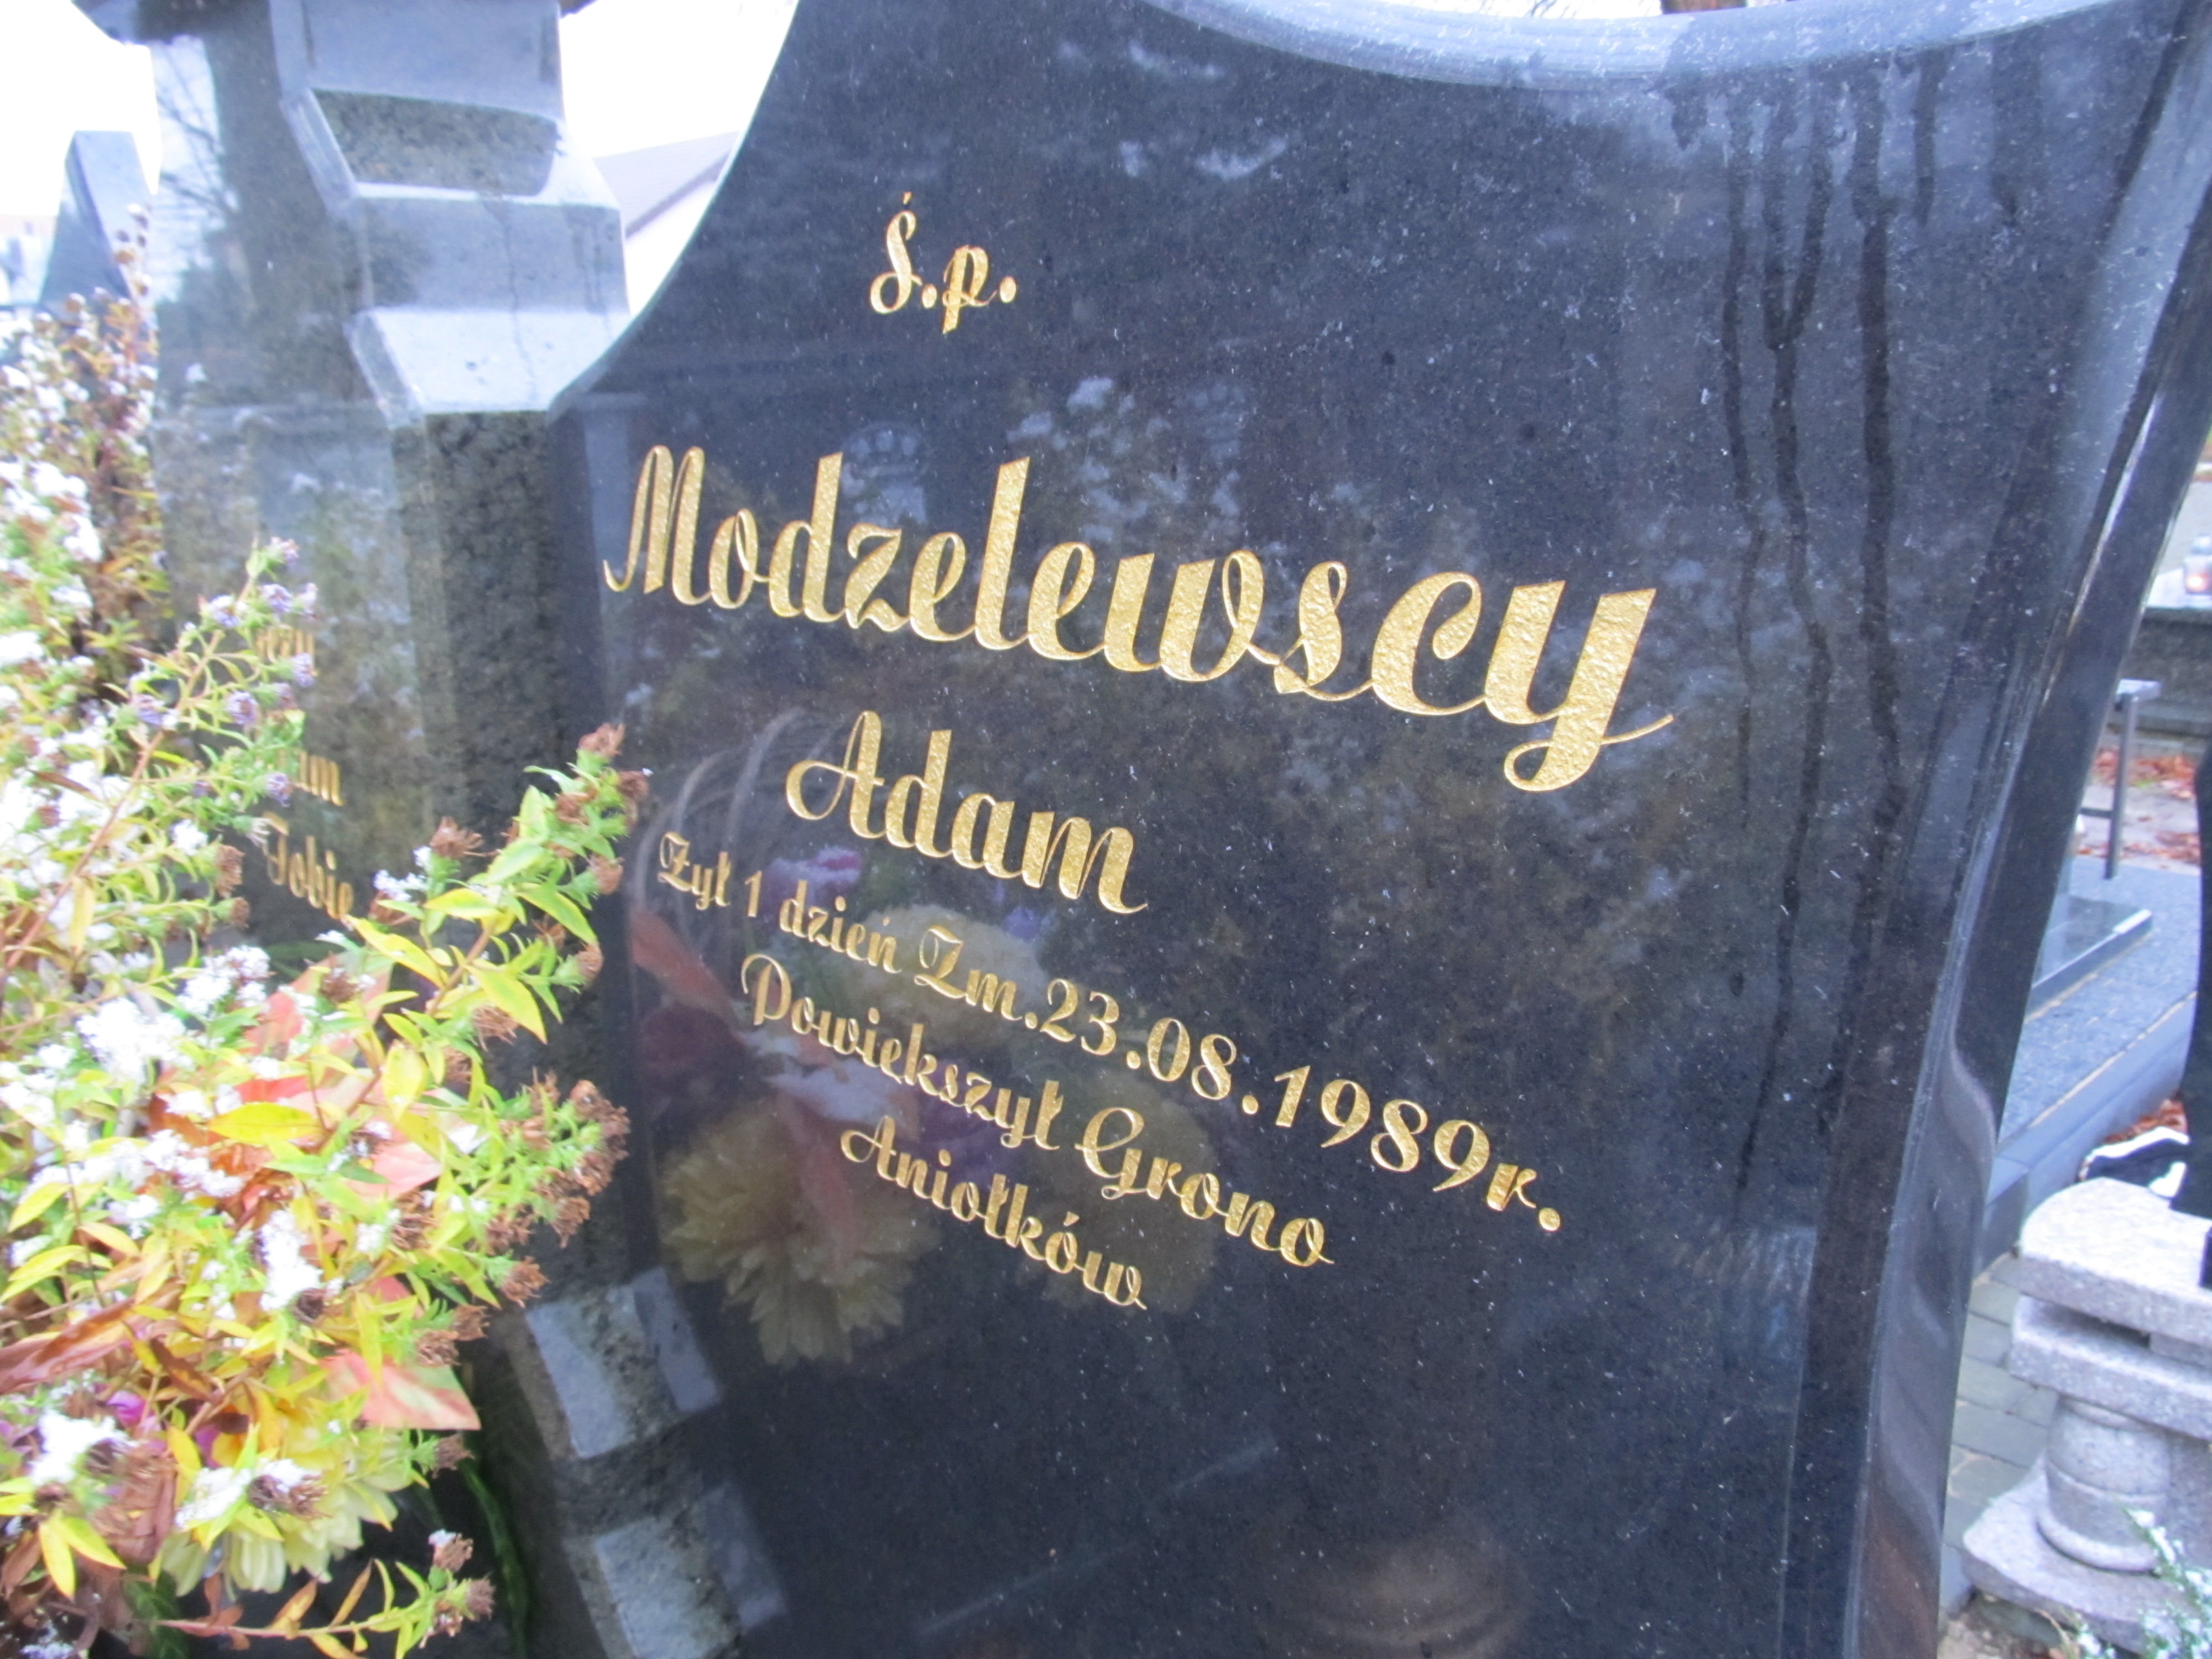 Ś.p.
Modzelewscy
Adam
Żył 1 dzień Zm.23.08.1989r.
Powiększył Grono
Aniołków